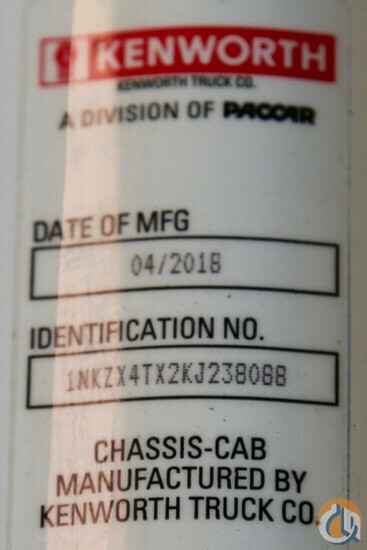 KENWORTH
KENWORTH TRUCK CO.
A DIVISION OF PACCAR
DATE OF MFG
04/2018
IDENTIFICATION NO.
1NKZX4TX2KJ238088
CHASSIS-CAB
MANUFACTURED BY
KENWORTH TRUCK CO.